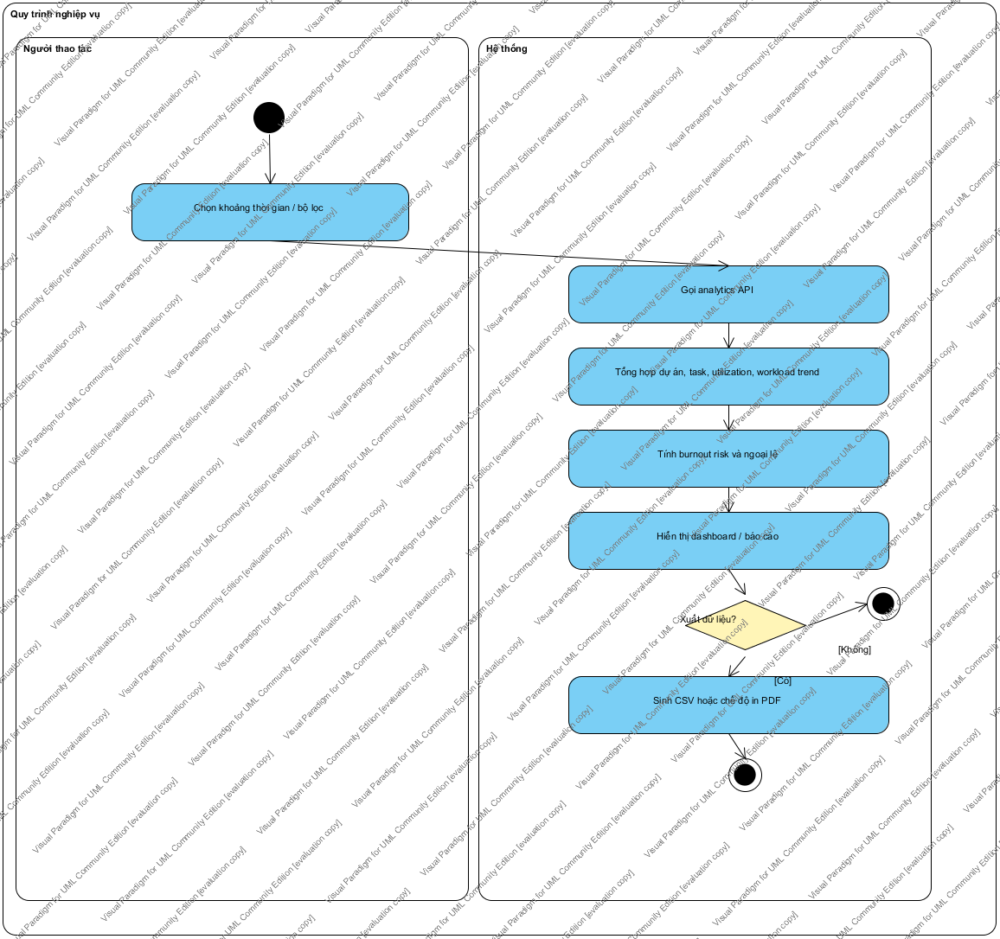 Quy trình nghiệp vụ
Người thao tác
Hệ thống
Chọn khoảng thời gian / bộ lọc
Gọi analytics API
Tổng hợp dự án, task, utilization, workload trend
Tính burnout risk và ngoại lệ
Hiển thị dashboard / báo cáo
Xuất dữ liệu?
[Không]
[Có]
Sinh CSV hoặc chế độ in PDF
Visual Paradigm for UML Community Edition [evaluation copy]